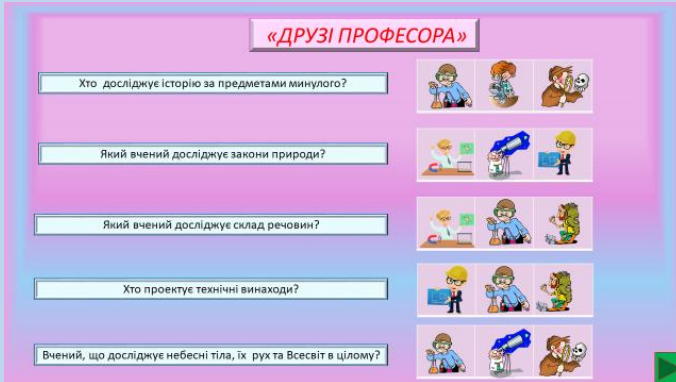 «ДРУЗІ ПРОФЕСОРА»
Хто досліджує історію за предметами минулого?
Який вчений досліджує закони природи?
Який вчений досліджує склад речовин?
Хто проектує технічні винаходи?
Вчений, що досліджує небесні тіла, їх рух та Всесвіт в цілому?